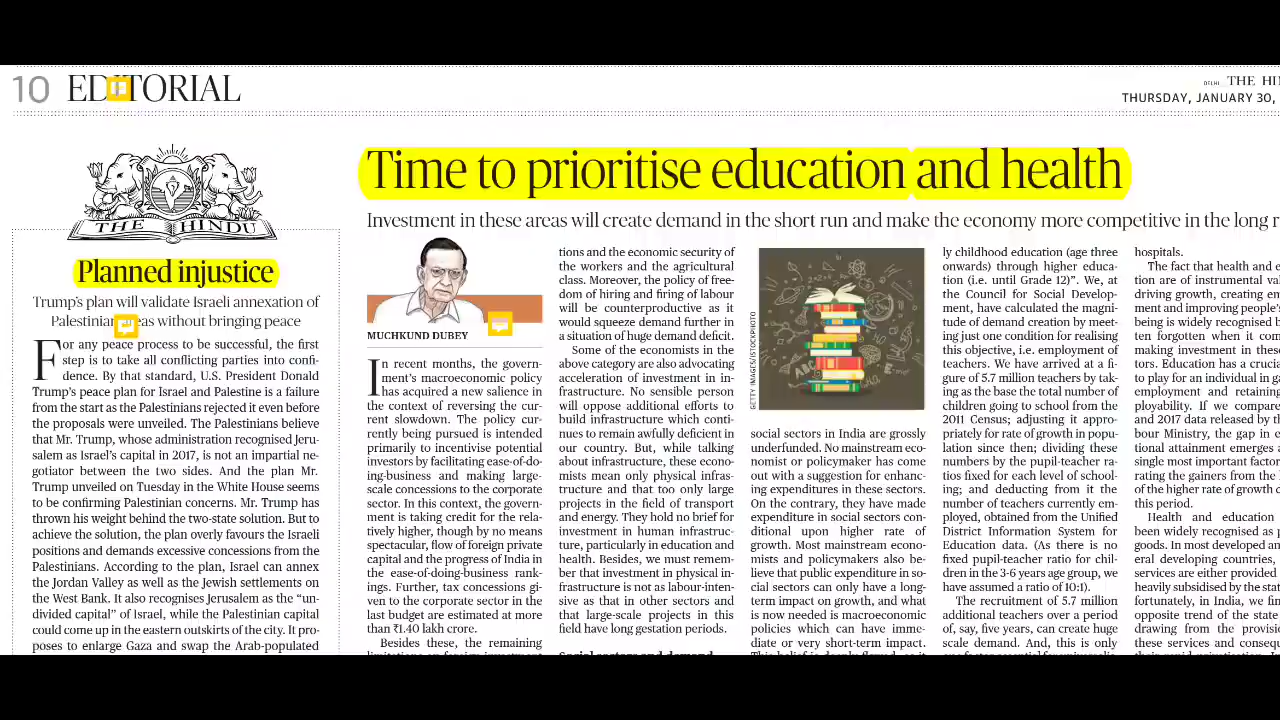 10 EDITORIAL
DELHI THE HI
THURSDAY, JANUARY 30,
THE HINDU
Planned injustice
Trump's plan will validate Israeli annexation of
Palestinian as without bringing peace
For any peace process to be successful, the first
step is to take all conflicting parties into confi-
dence. By that standard, U.S. President Donald
Trump's peace plan for Israel and Palestine is a failure
from the start as the Palestinians rejected it even before
the proposals were unveiled. The Palestinians believe
that Mr. Trump, whose administration recognised Jeru-
salem as Israel's capital in 2017, is not an impartial ne-
gotiator between the two sides. And the plan Mr.
Trump unveiled on Tuesday in the White House seems
to be confirming Palestinian concerns. Mr. Trump has
thrown his weight behind the two-state solution. But to
achieve the solution, the plan overly favours the Israeli
positions and demands excessive concessions from the
Palestinians. According to the plan, Israel can annex
the Jordan Valley as well as the Jewish settlements on
the West Bank. It also recognises Jerusalem as the "un-
divided capital" of Israel, while the Palestinian capital
could come up in the eastern outskirts of the city. It pro-
poses to enlarge Gaza and swap the Arab-populated
Time to prioritise education and health
Investment in these areas will create demand in the short run and make the economy more competitive in the long r
MUCHKUND DUBEY
In recent months, the govern-
ment's macroeconomic policy
has acquired a new salience in
the context of reversing the cur-
rent slowdown. The policy cur-
rently being pursued is intended
primarily to incentivise potential
investors by facilitating ease-of-do-
ing-business and making large-
scale concessions to the corporate
sector. In this context, the govern-
ment is taking credit for the rela-
tively higher, though by no means
spectacular, flow of foreign private
capital and the progress of India in
the ease-of-doing-business rank-
ings. Further, tax concessions gi-
ven to the corporate sector in the
last budget are estimated at more
than ₹1.40 lakh crore.
Besides these, the remaining
tions and the economic security of
the workers and the agricultural
class. Moreover, the policy of free-
dom of hiring and firing of labour
will be counterproductive as it
would squeeze demand further in
a situation of huge demand deficit.
Some of the economists in the
above category are also advocating
acceleration of investment in in-
frastructure. No sensible person
will oppose additional efforts to
build infrastructure which conti-
nues to remain awfully deficient in
our country. But, while talking
about infrastructure, these econo-
mists mean only physical infras-
tructure and that too only large
projects in the field of transport
and energy. They hold no brief for
investment in human infrastruc-
ture, particularly in education and
health. Besides, we must remem-
ber that investment in physical in-
frastructure is not as labour-inten-
sive as that in other sectors and
that large-scale projects in this
field have long gestation periods.
Social sectors and demand
GETTY IMAGES/ISTOCKPHOTO
social sectors in India are grossly
underfunded. No mainstream eco-
nomist or policymaker has come
out with a suggestion for enhanc-
ing expenditures in these sectors.
On the contrary, they have made
expenditure in social sectors con-
ditional upon higher rate of
growth. Most mainstream econo-
mists and policymakers also be-
lieve that public expenditure in so-
cial sectors can only have a long-
term impact on growth, and what
is now needed is macroeconomic
policies which can have imme-
diate or very short-term impact.
ly childhood education (age three
onwards) through higher educa-
tion (i.e. until Grade 12)". We, at
the Council for Social Develop-
ment, have calculated the magni-
tude of demand creation by meet-
ing just one condition for realising
this objective, i.e. employment of
teachers. We have arrived at a fi-
gure of 5.7 million teachers by tak-
ing as the base the total number of
children going to school from the
2011 Census; adjusting it appro-
priately for rate of growth in popu-
lation since then; dividing these
numbers by the pupil-teacher ra-
tios fixed for each level of school-
ing; and deducting from it the
number of teachers currently em-
ployed, obtained from the Unified
District Information System for
Education data. (As there is no
fixed pupil-teacher ratio for chil-
dren in the 3-6 years age group, we
have assumed a ratio of 10:1).
The recruitment of 5.7 million
additional teachers over a period
of, say, five years, can create huge
scale demand. And, this is only
hospitals.
The fact that health and e
tion are of instrumental val
driving growth, creating em
ment and improving people's
being is widely recognised b
ten forgotten when it com
making investment in these
tors. Education has a crucia
to play for an individual in ga
employment and retaining
ployability. If we compare
and 2017 data released by th
bour Ministry, the gap in e
tional attainment emerges a
single most important factor
rating the gainers from the l
of the higher rate of growth d
this period.
Health and education
been widely recognised as p
goods. In most developed an
eral developing countries,
services are either provided
heavily subsidised by the stat
fortunately, in India, we fin
opposite trend of the state
drawing from the provisio
these services and consequ